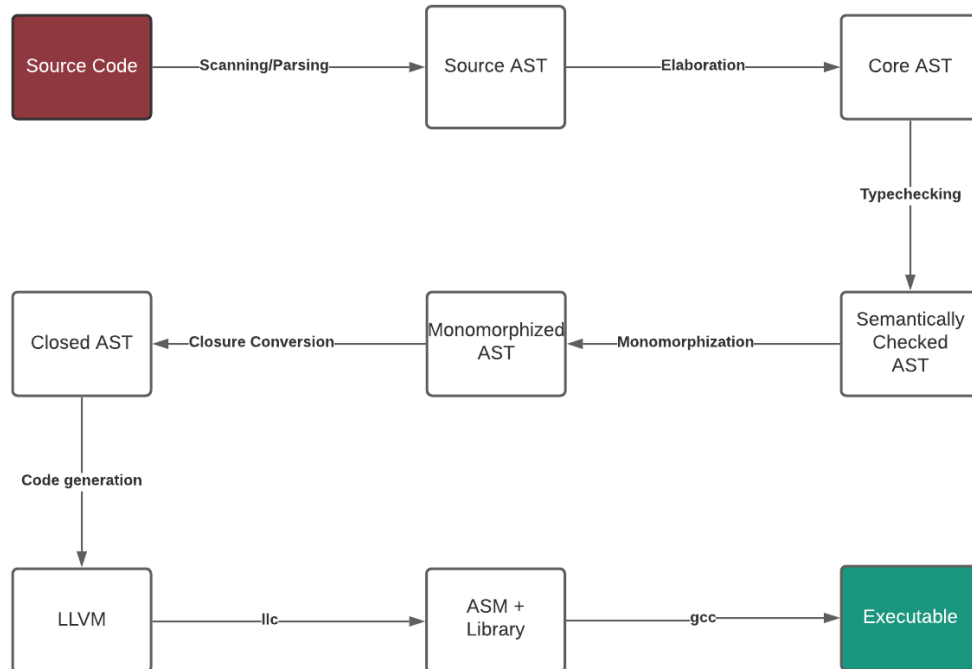 Source Code
Scanning/Parsing
Source AST
Elaboration
Core AST
Typechecking
Semantically
Checked
AST
Monomorphization
Monomorphized
AST
Closure Conversion
Closed AST
Code generation
LLVM
llc
ASM +
Library
gcc
Executable